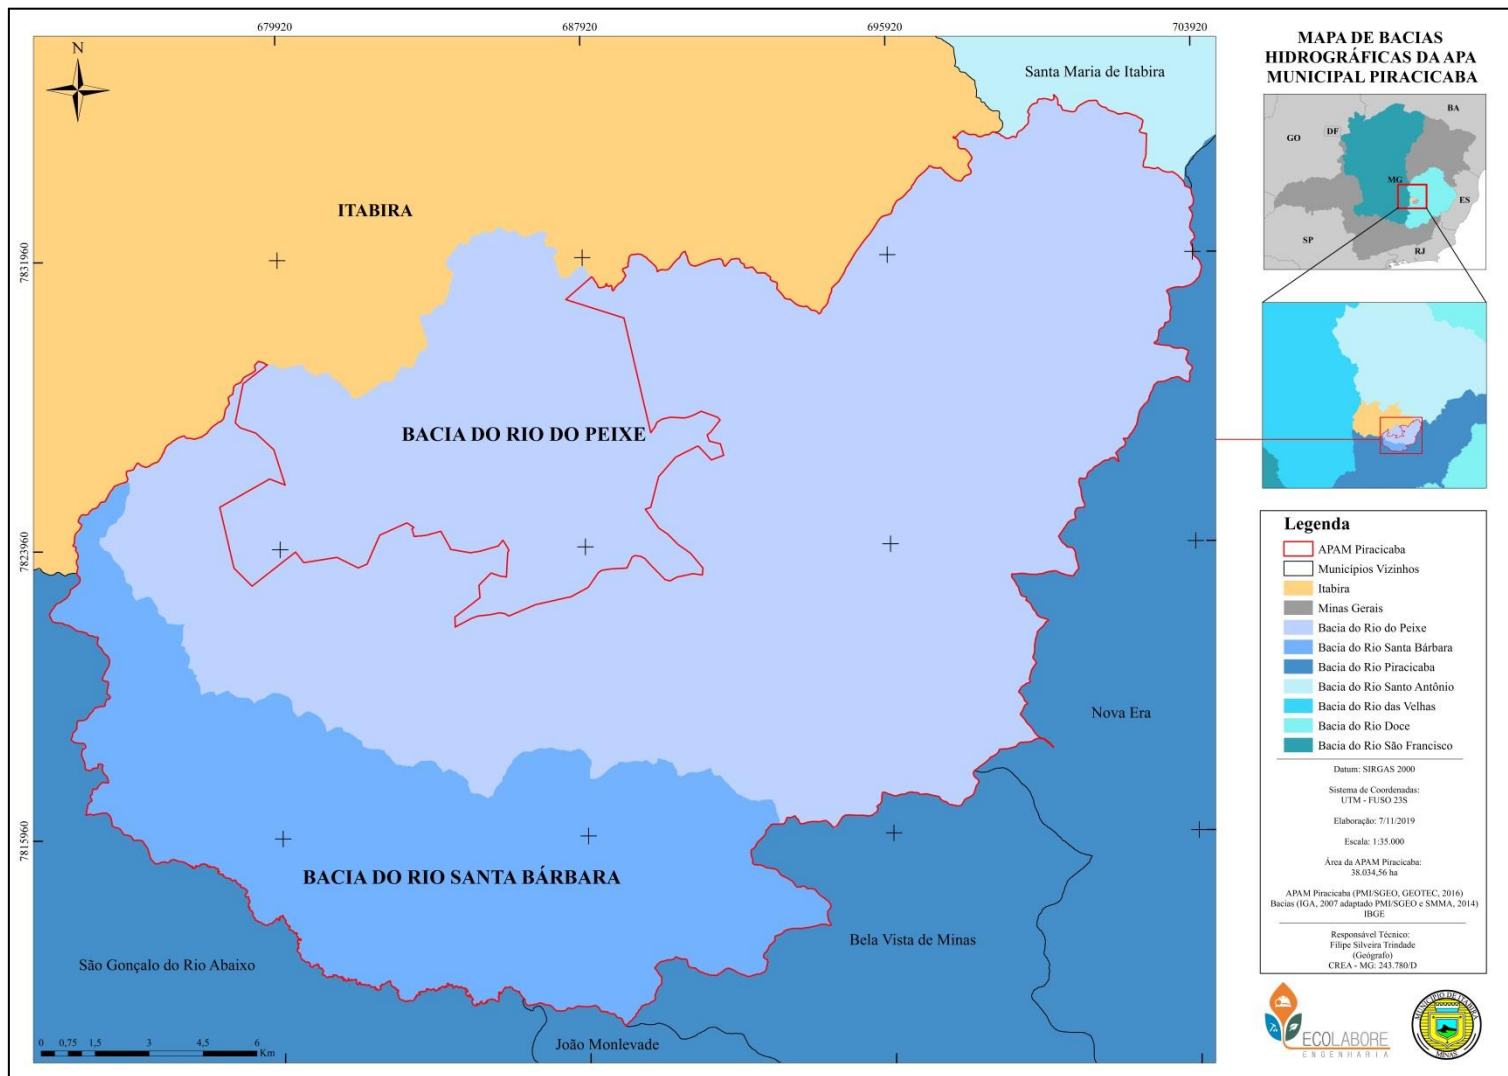 679920
687920
695920
703920
N
Santa Maria de Itabira
ITABIRA
7831960
BACIA DO RIO DO PEIXE
7823960
Nova Era
7815960
BACIA DO RIO SANTA BÁRBARA
Bela Vista de Minas
São Gonçalo do Rio Abaixo
João Monlevade
0 0,75 1,5 3 4,5 6
Km
MAPA DE BACIAS
HIDROGRÁFICAS DA APA
MUNICIPAL PIRACICABA
BA
GO
DF
MG
ES
SP
RJ
Legenda
APAM Piracicaba
Municípios Vizinhos
Itabira
Minas Gerais
Bacia do Rio do Peixe
Bacia do Rio Santa Bárbara
Bacia do Rio Piracicaba
Bacia do Rio Santo Antônio
Bacia do Rio das Velhas
Bacia do Rio Doce
Bacia do Rio São Francisco
Datum: SIRGAS 2000
Sistema de Coordenadas:
UTM - FUSO 23S
Elaboração: 7/11/2019
Escala: 1:35.000
Área da APAM Piracicaba:
38.034,56 ha
APAM Piracicaba (PMI/SGEO, GEOTEC, 2016)
Bacias (IGA, 2007 adaptado PMI/SGEO e SMMA, 2014)
IBGE
Responsável Técnico:
Filipe Silveira Trindade
(Geógrafo)
CREA - MG: 243.780/D
ECOLABORE
ENGENHARIA
MUNICÍPIO DE ITABIRA
MINAS